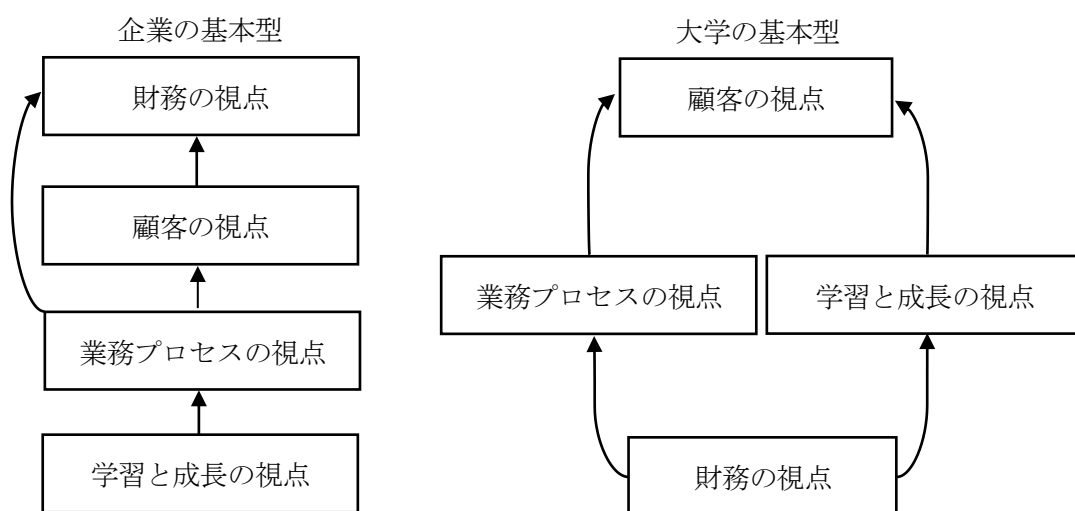 企業の基本型
財務の視点
顧客の視点
業務プロセスの視点
学習と成長の視点
大学の基本型
顧客の視点
業務プロセスの視点
学習と成長の視点
財務の視点